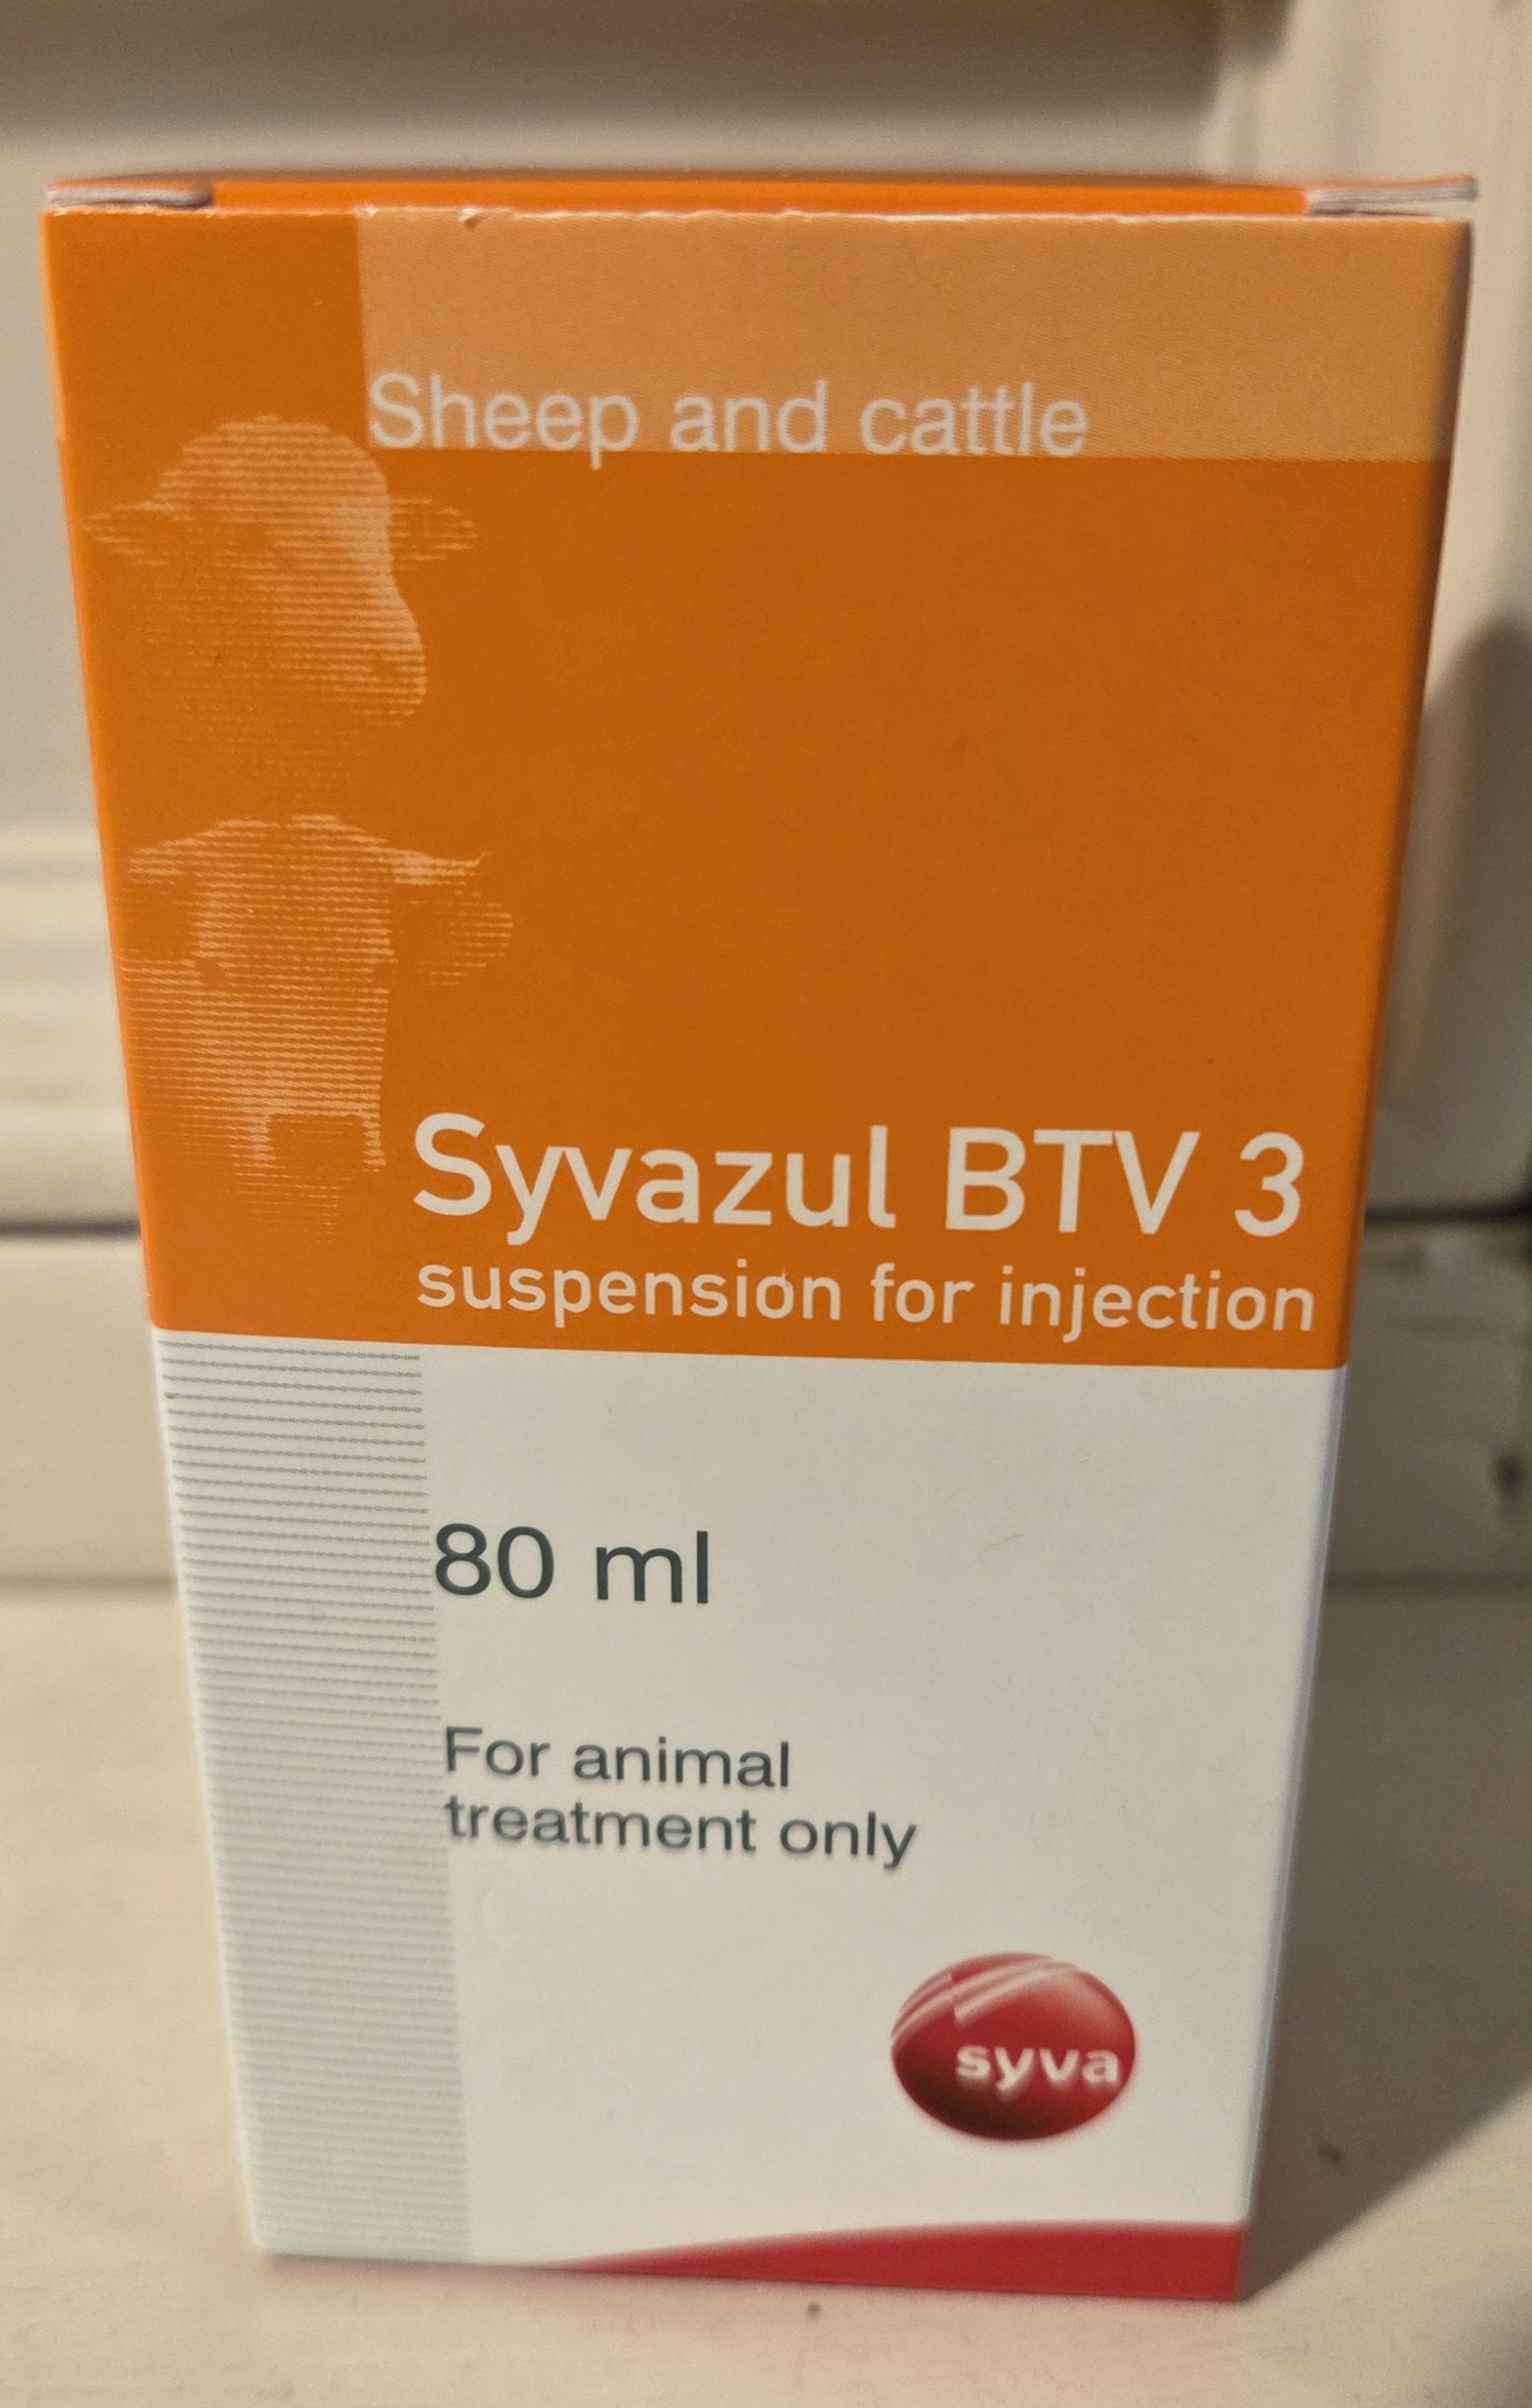 Sheep and cattle
Syvazul BTV 3
suspension for injection
80 ml
For animal
treatment only
syva